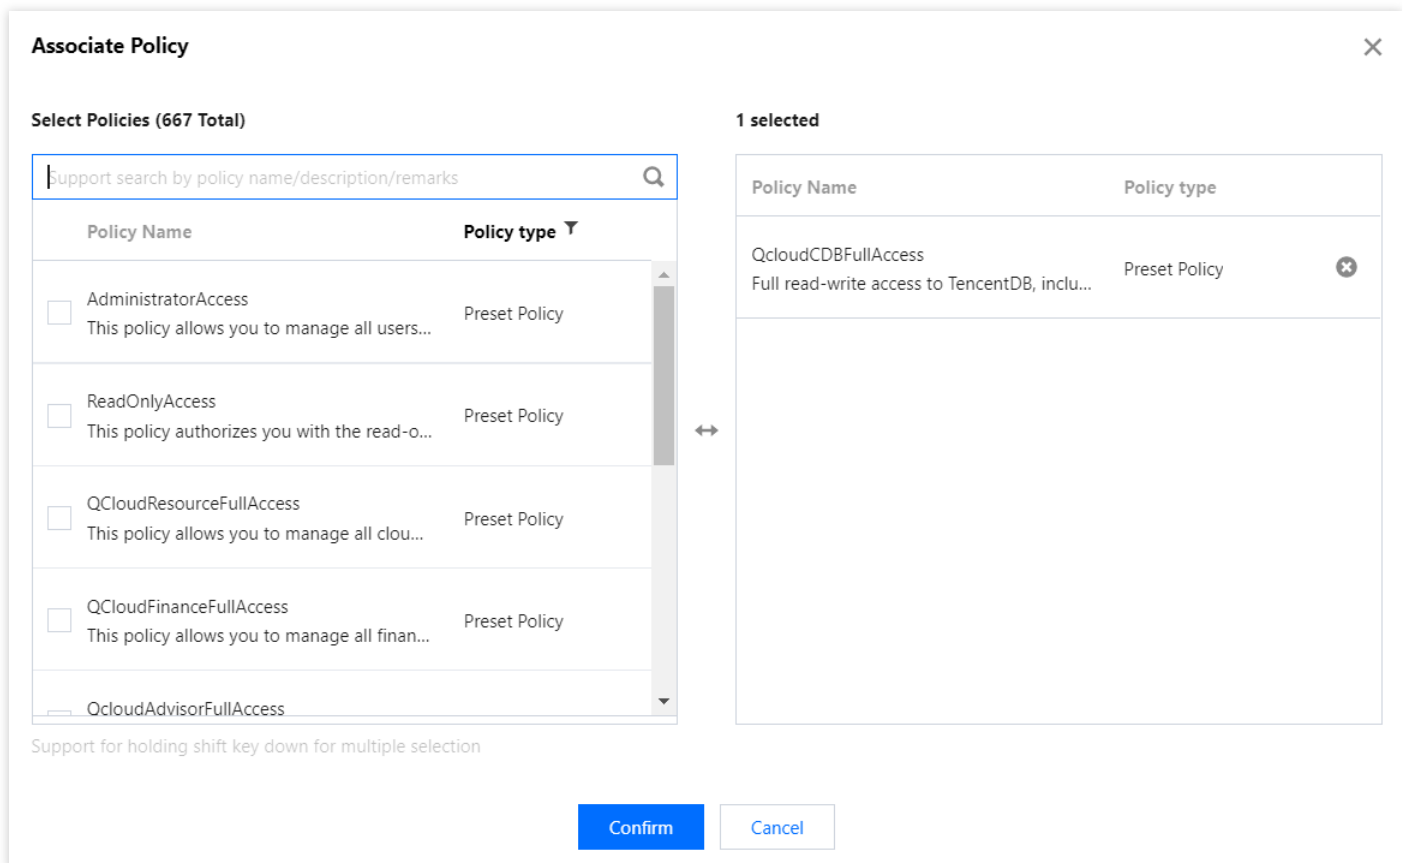 Associate Policy
Select Policies (667 Total)
Support search by policy name/description/remarks
Policy Name Policy type
AdministratorAccess
This policy allows you to manage all users...
Preset Policy
ReadOnlyAccess
This policy authorizes you with the read-o...
Preset Policy
QCloudResourceFullAccess
This policy allows you to manage all clou...
Preset Policy
QCloudFinanceFullAccess
This policy allows you to manage all finan...
Preset Policy
QcloudAdvisorFullAccess
Support for holding shift key down for multiple selection
1 selected
Policy Name Policy type
QcloudCDBFullAccess
Full read-write access to TencentDB, inclu...
Preset Policy
Confirm Cancel